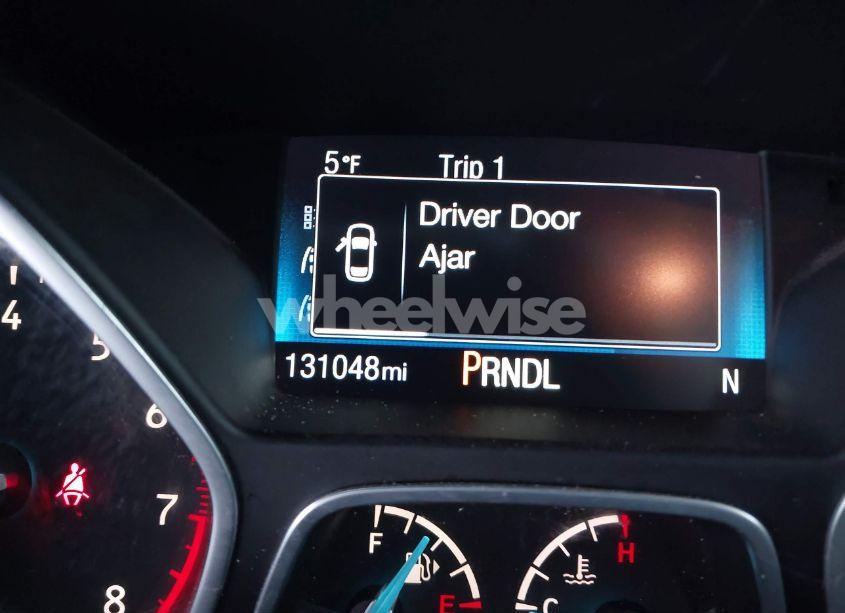 5°F Trip 1
Driver Door
Ajar
wheelwise
131048mi PRNDL N
4
5
6
7
8
F
E
H
C